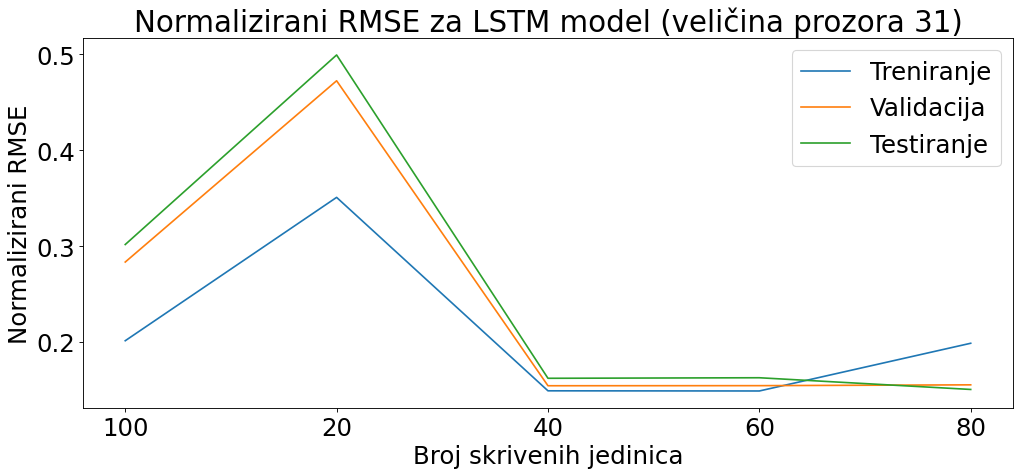 Normalizirani RMSE za LSTM model (veličina prozora 31)
Normalizirani RMSE
0.5
0.4
0.3
0.2
Treniranje
Validacija
Testiranje
100 20 40 60 80
Broj skrivenih jedinica